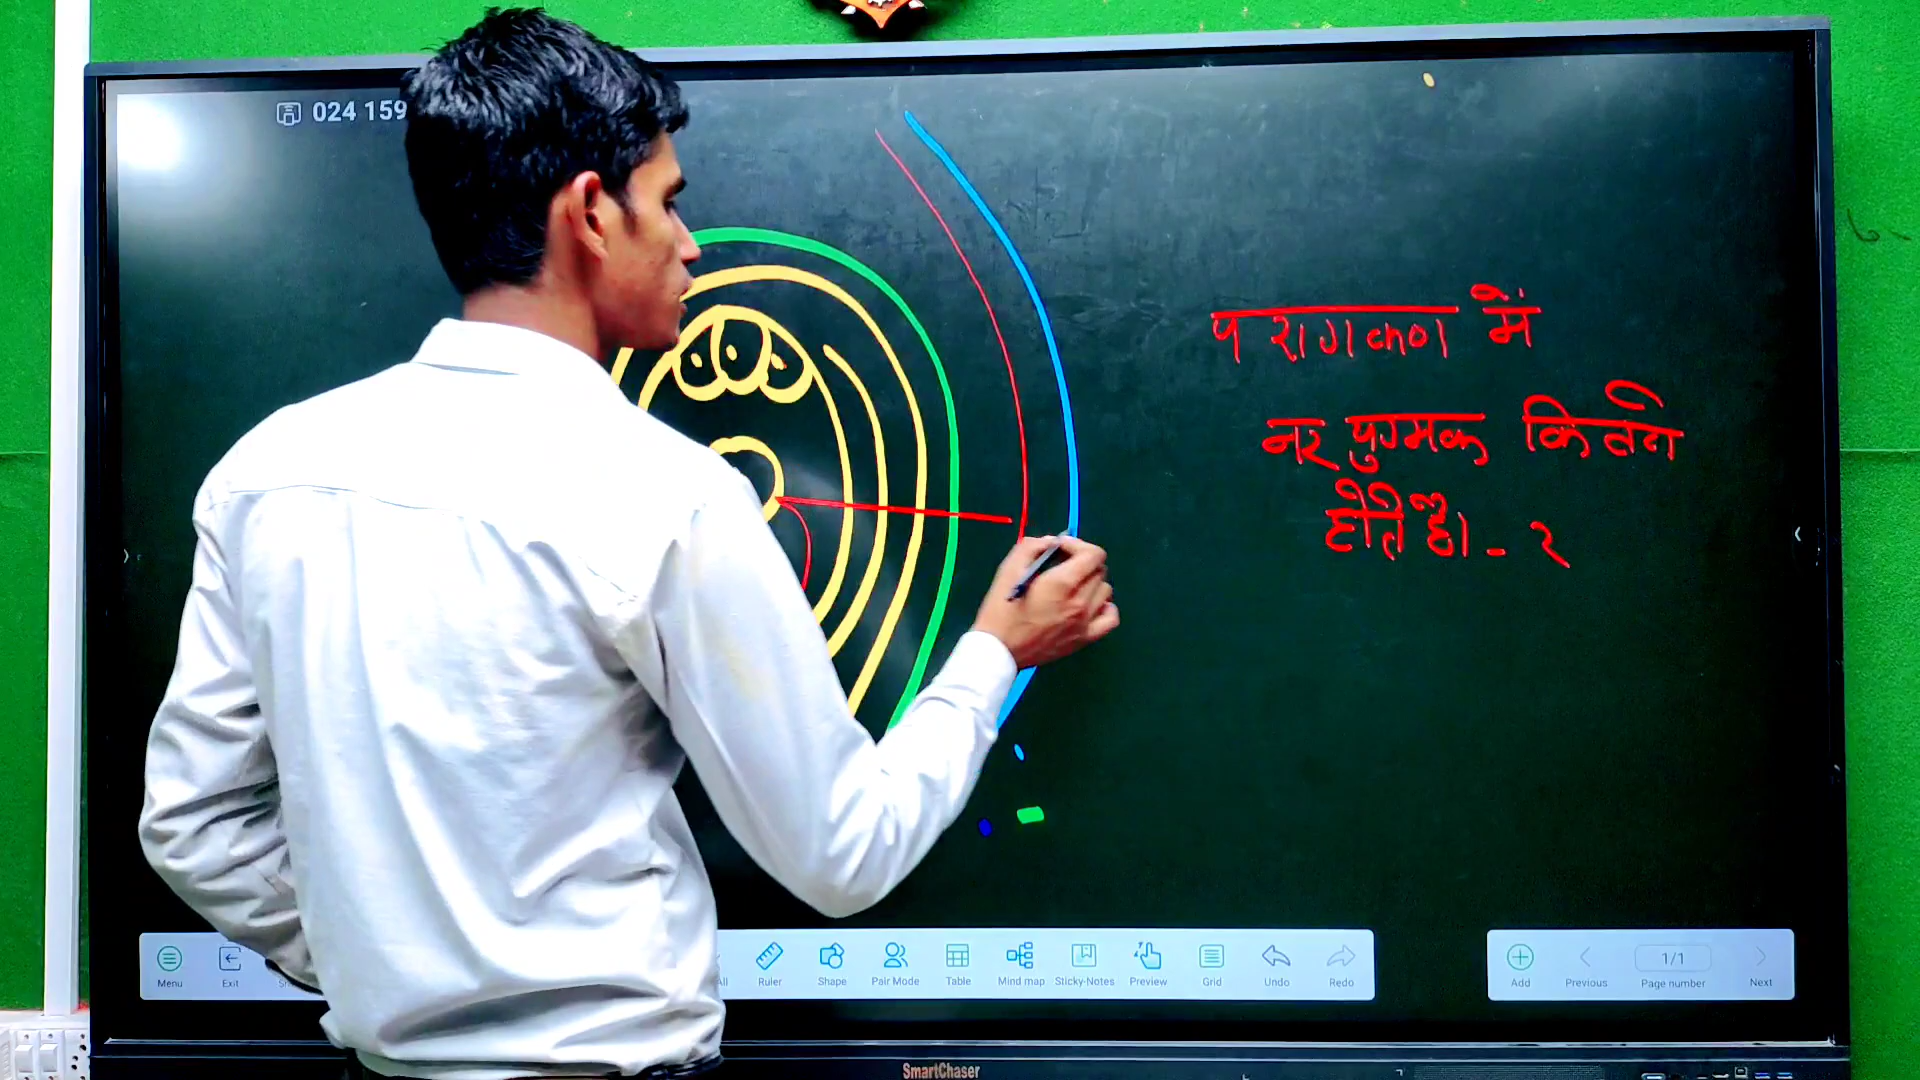 024 159
परागकण में
नर युग्मक कितने
होते है। - २
Menu
Exit
Ruler
Shape
Pair Mode
Table
Mind map
Sticky-Notes
Preview
Grid
Undo
Redo
Add
Previous
1/1
Page number
Next
SmartChaser